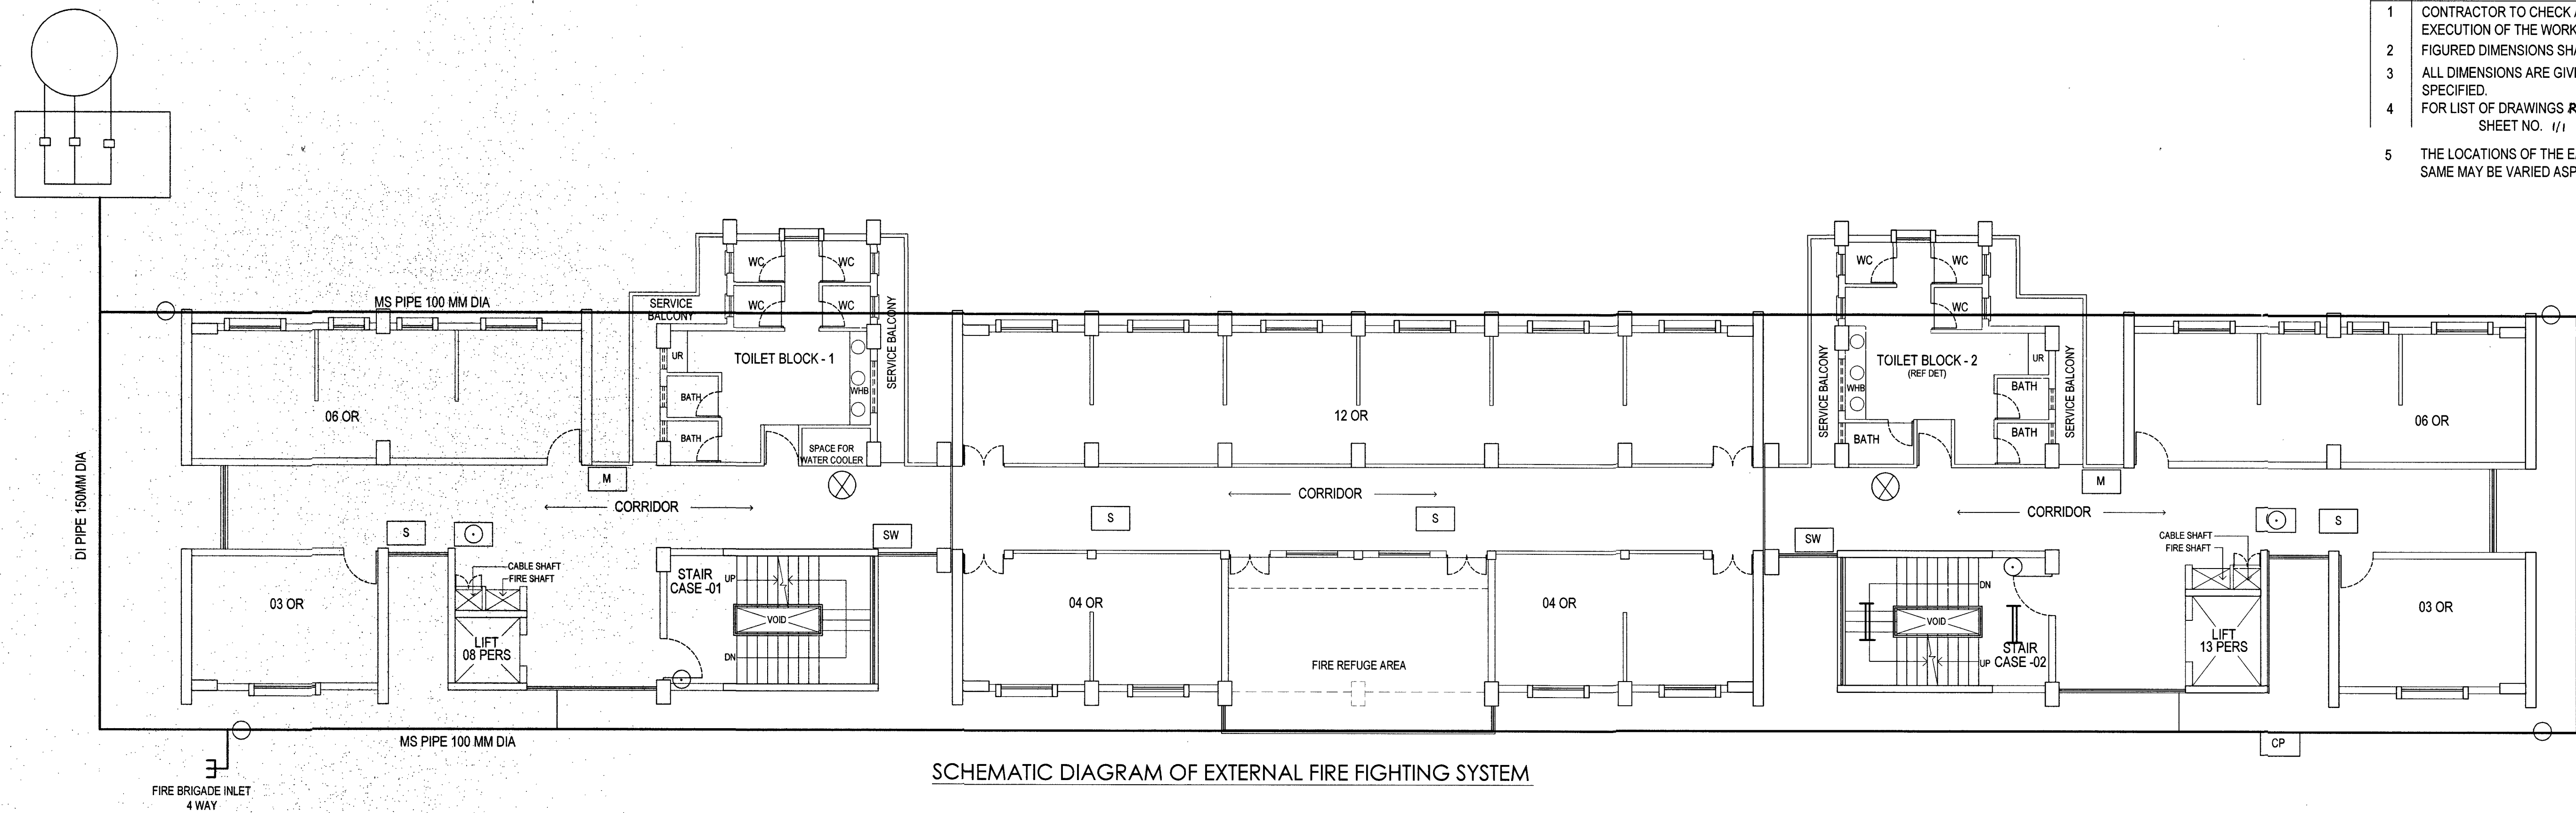 1 CONTRACTOR TO CHECK
EXECUTION OF THE WORK
2 FIGURED DIMENSIONS SHA
3 ALL DIMENSIONS ARE GIV
SPECIFIED.
4 FOR LIST OF DRAWINGS
SHEET NO. 1/1
5 THE LOCATIONS OF THE E
SAME MAY BE VARIED ASP
WC
WC
WC
WC
WC
WC
WC
MS PIPE 100 MM DIA
SERVICE
BALCONY
SERVICE BALCONY
UR
TOILET BLOCK - 1
WHB
BATH
BATH
SPACE FOR
WATER COOLER
SERVICE BALCONY
TOILET BLOCK - 2
(REF DET)
UR
WHB
BATH
BATH
BATH
SERVICE BALCONY
06 OR
12 OR
06 OR
DI PIPE 150MM DIA
M
CORRIDOR
CORRIDOR
CORRIDOR
M
S
SW
S
S
SW
S
CABLE SHAFT
FIRE SHAFT
CABLE SHAFT
FIRE SHAFT
STAIR
CASE -01
UP
VOID
DN
DN
VOID
UP
STAIR
CASE -02
03 OR
LIFT
08 PERS
04 OR
04 OR
FIRE REFUGE AREA
LIFT
13 PERS
03 OR
MS PIPE 100 MM DIA
CP
FIRE BRIGADE INLET
4 WAY
SCHEMATIC DIAGRAM OF EXTERNAL FIRE FIGHTING SYSTEM